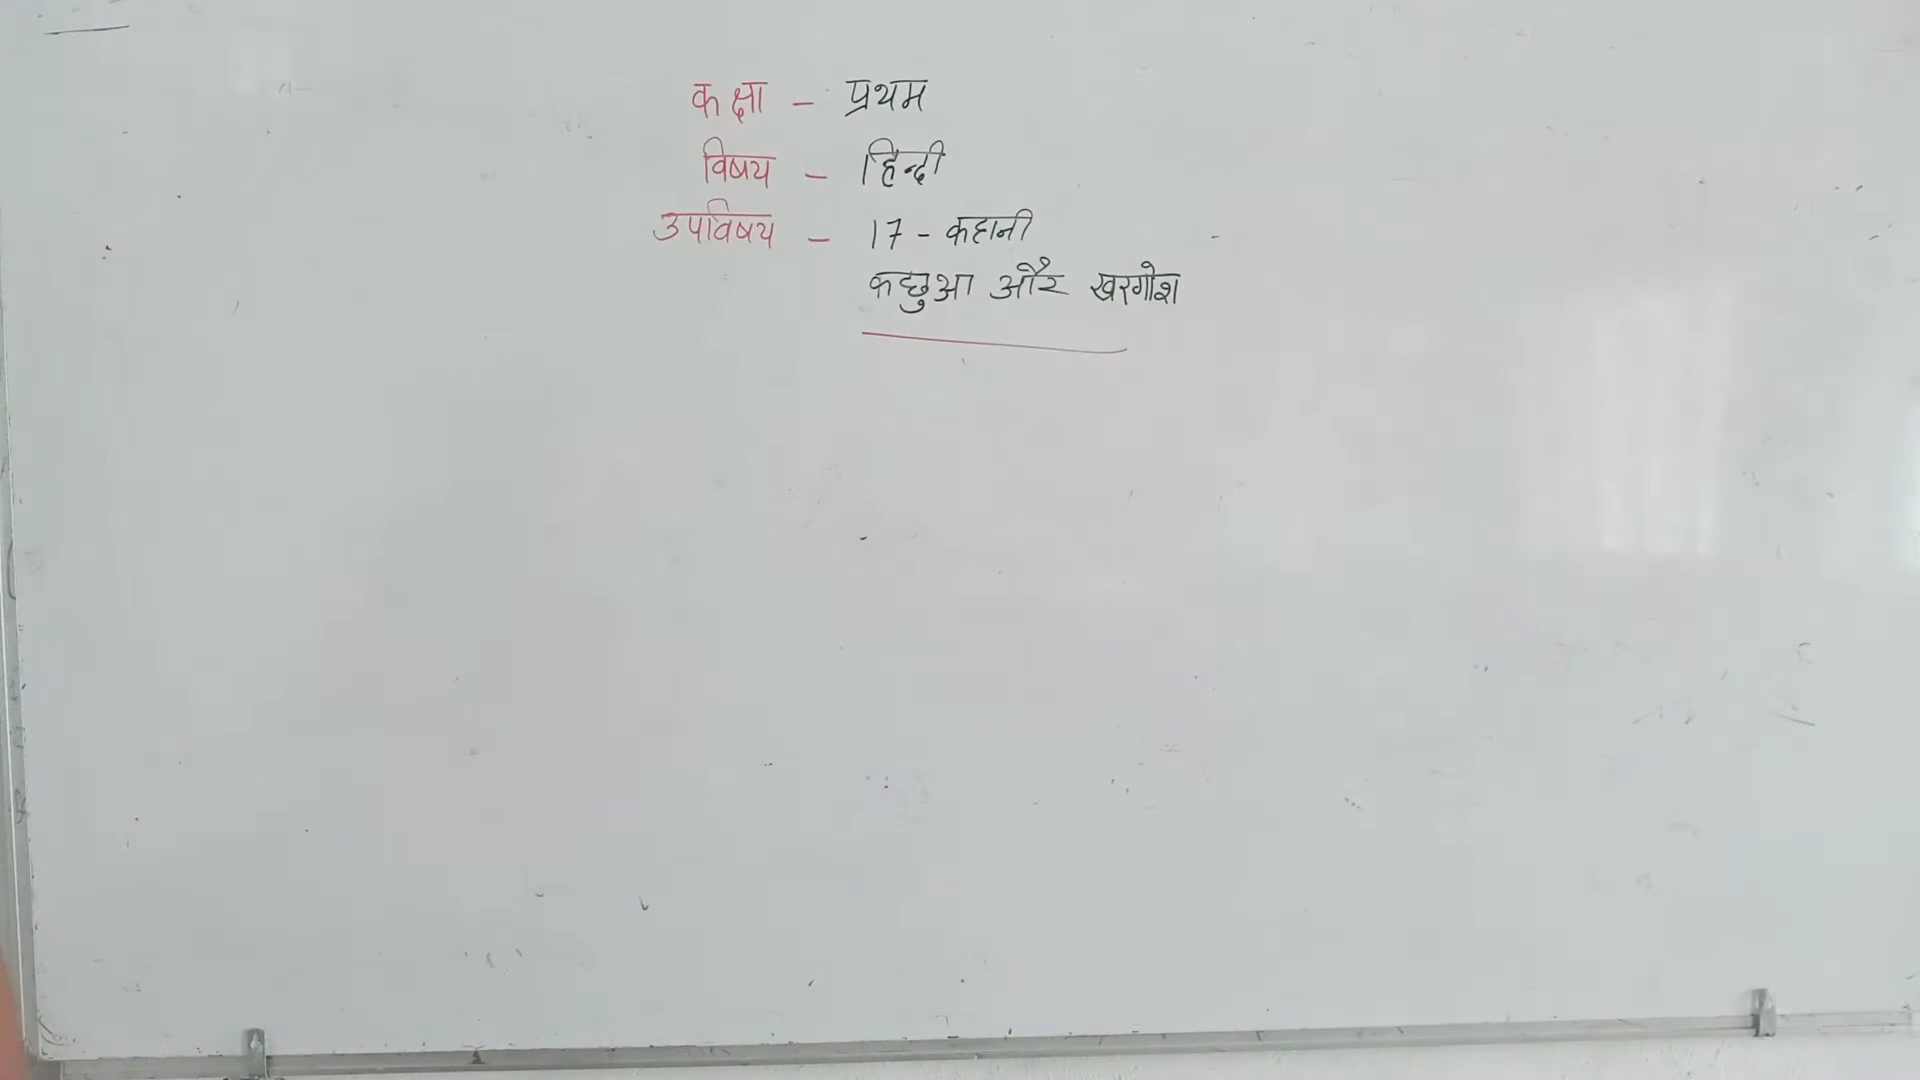 कक्षा - प्रथम
विषय - हिन्दी
उपविषय - 17 - कहानी
कछुआ और खरगोश